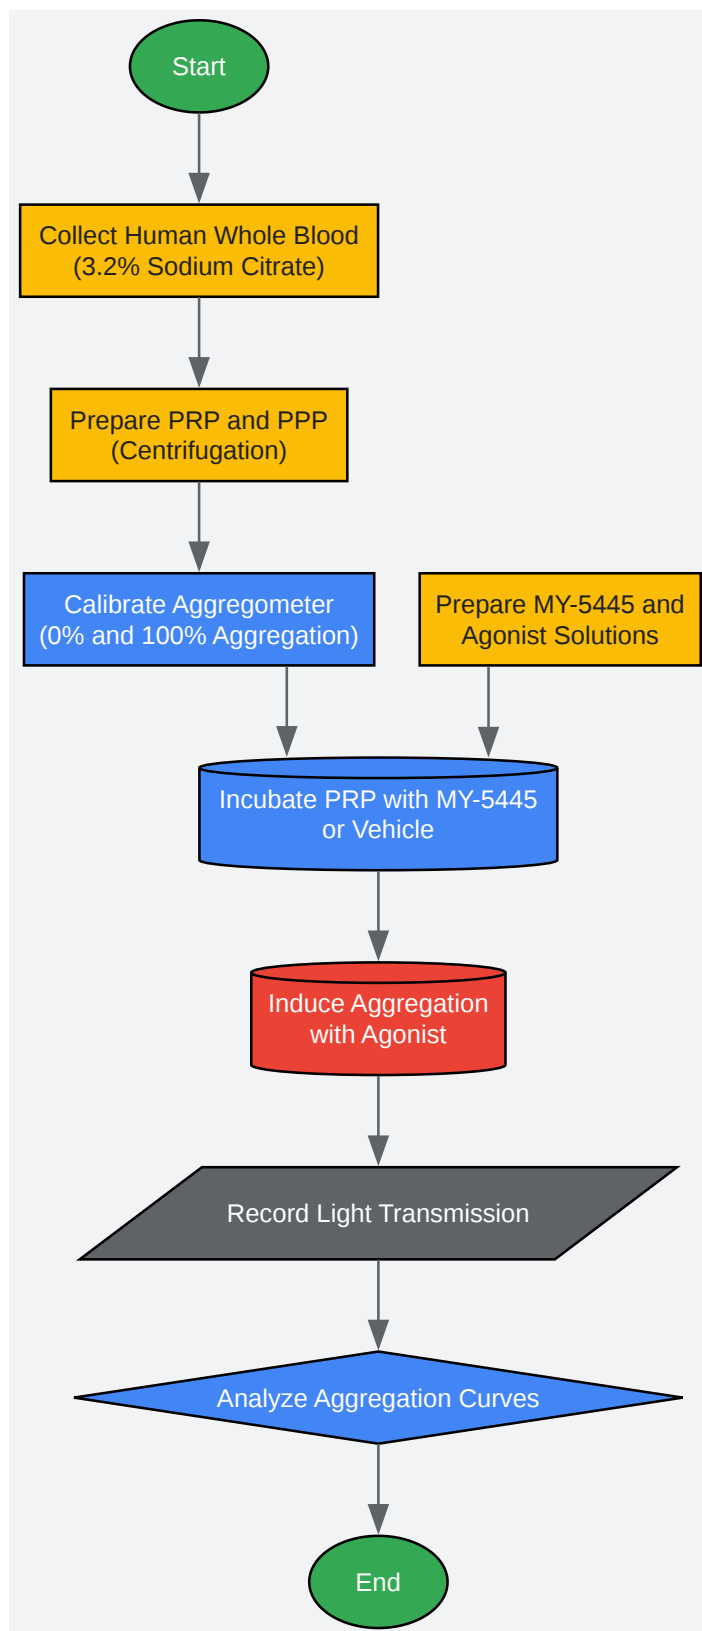 Start
Collect Human Whole Blood
(3.2% Sodium Citrate)
Prepare PRP and PPP
(Centrifugation)
Calibrate Aggregometer
(0% and 100% Aggregation)
Prepare MY-5445 and
Agonist Solutions
Incubate PRP with MY-5445
or Vehicle
Induce Aggregation
with Agonist
Record Light Transmission
Analyze Aggregation Curves
End